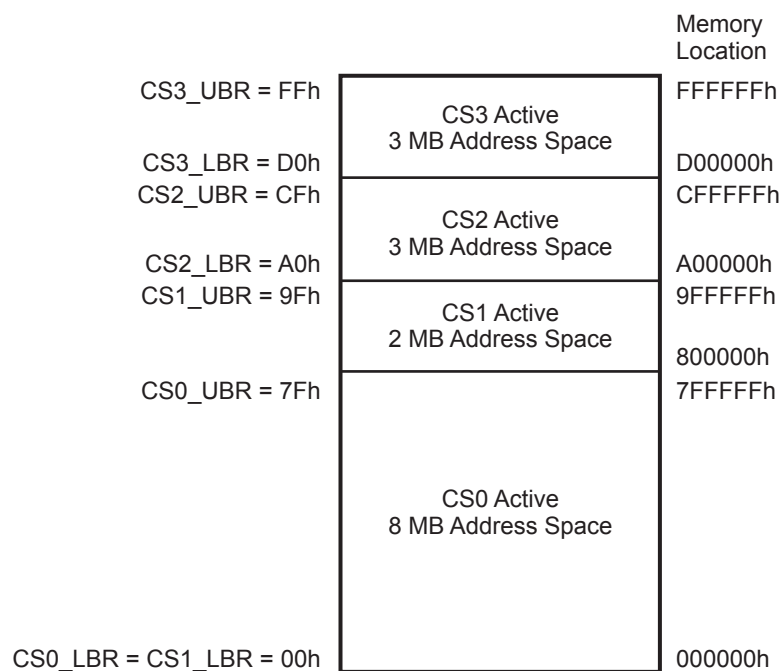 Memory
Location
CS3_UBR = FFh
FFFFFFh
CS3 Active
3 MB Address Space
CS3_LBR = D0h
D00000h
CS2_UBR = CFh
CFFFFFh
CS2 Active
3 MB Address Space
CS2_LBR = A0h
A00000h
CS1_UBR = 9Fh
9FFFFFh
CS1 Active
2 MB Address Space
800000h
CS0_UBR = 7Fh
7FFFFFh
CS0 Active
8 MB Address Space
CS0_LBR = CS1_LBR = 00h
000000h